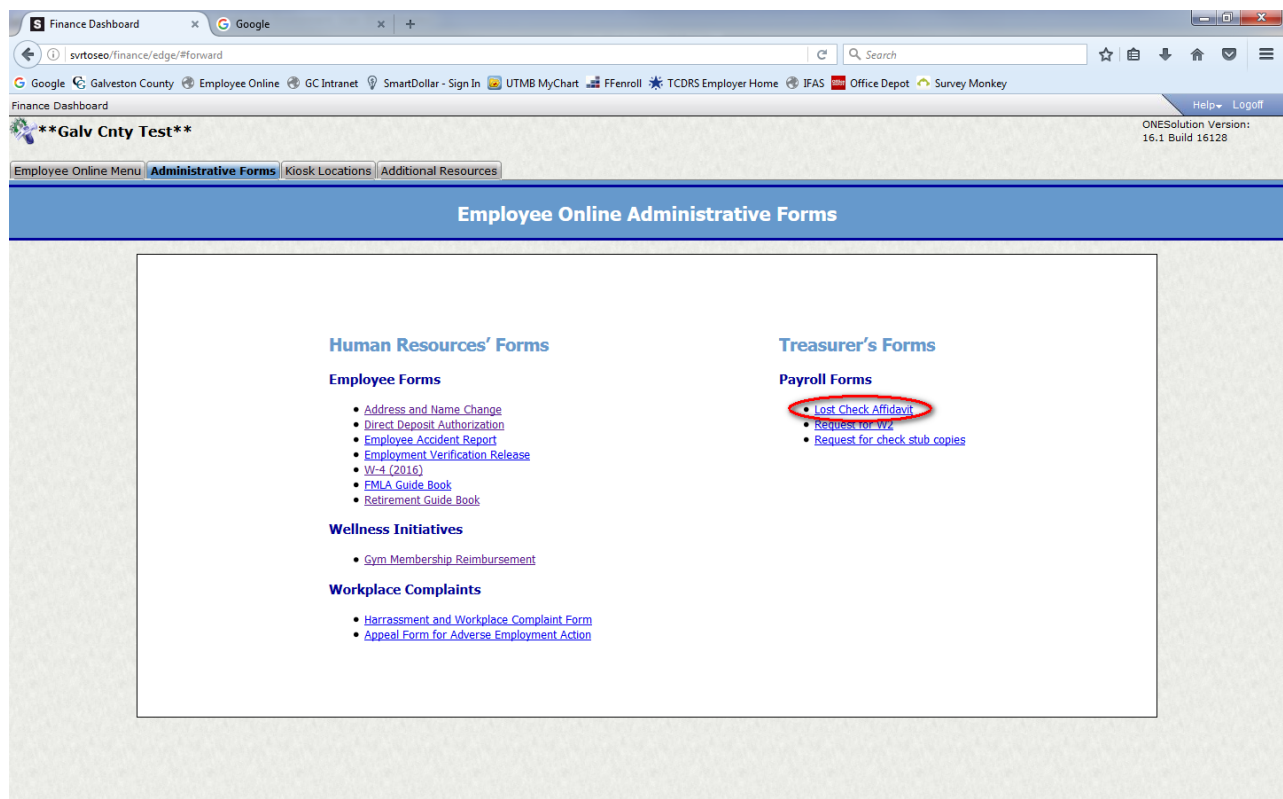 Finance Dashboard
Google
svrtoseo/finance/edge/#forward
Search
Google Galveston County Employee Online GC Intranet SmartDollar - Sign In UTMB MyChart FFenroll TCDRS Employer Home IFAS Office Depot Survey Monkey
Finance Dashboard
Help Logoff
**Galv Cnty Test**
ONESolution Version:
16.1 Build 16128
Employee Online Menu Administrative Forms Kiosk Locations Additional Resources
Employee Online Administrative Forms
Human Resources' Forms
Employee Forms
Address and Name Change
Direct Deposit Authorization
Employee Accident Report
Employment Verification Release
W-4 (2016)
FMLA Guide Book
Retirement Guide Book
Wellness Initiatives
Gym Membership Reimbursement
Workplace Complaints
Harrassment and Workplace Complaint Form
Appeal Form for Adverse Employment Action
Treasurer's Forms
Payroll Forms
Lost Check Affidavit
Request for W2
Request for check stub copies